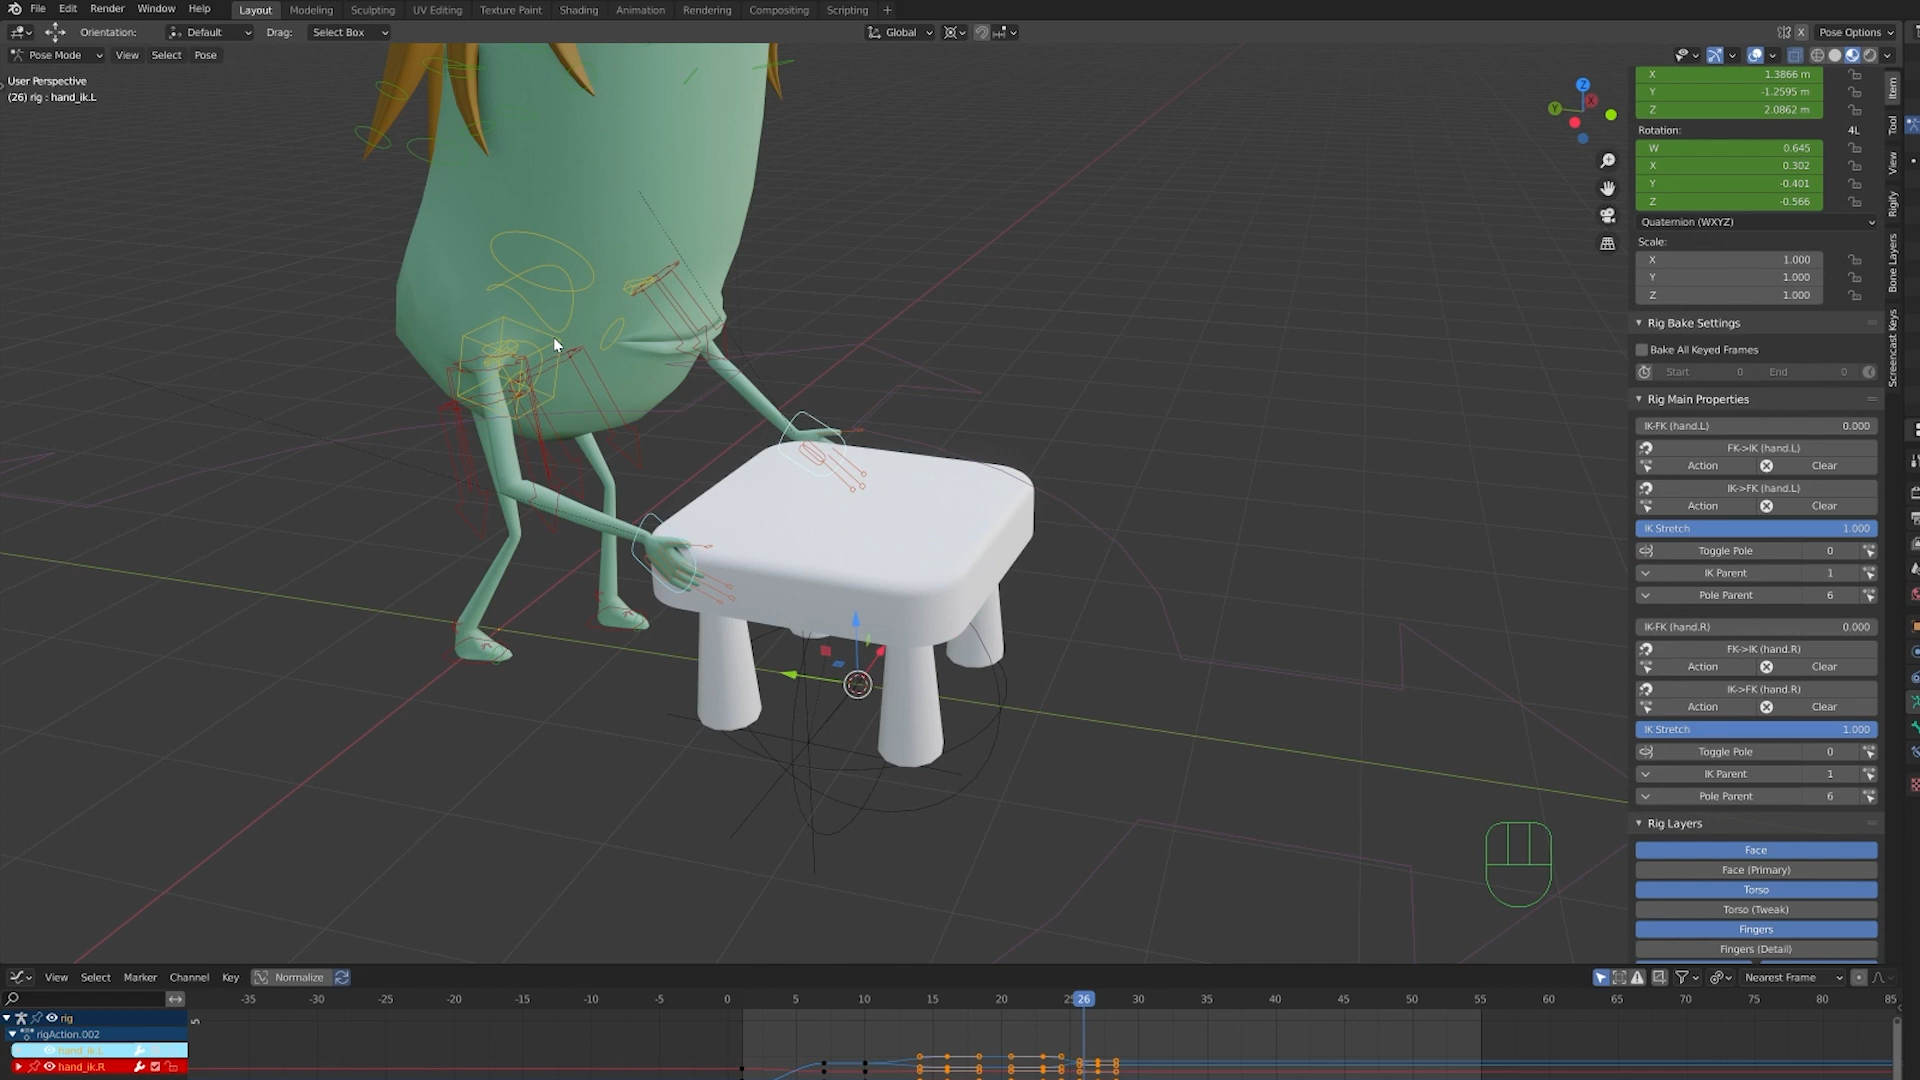 File Edit Render Window Help Layout Modeling Sculpting UV Editing Texture Paint Shading Animation Rendering Compositing Scripting +
Orientation: Default Drag: Select Box Global X Pose Options
Pose Mode View Select Pose
User Perspective
(26) rig : hand_ik.L
X 1.3866 m
Y -1.2595 m
Z 2.0862 m
Rotation: 4L
W 0.645
X 0.302
Y -0.401
Z -0.566
Quaternion (WXYZ)
Scale:
X 1.000
Y 1.000
Z 1.000
Rig Bake Settings
Bake All Keyed Frames
Start 0 End 0
Rig Main Properties
IK-FK (hand.L) 0.000
FK->IK (hand.L)
Action Clear
IK->FK (hand.L)
Action Clear
IK Stretch 1.000
Toggle Pole 0
IK Parent 1
Pole Parent 6
IK-FK (hand.R) 0.000
FK->IK (hand.R)
Action Clear
IK->FK (hand.R)
Action Clear
IK Stretch 1.000
Toggle Pole 0
IK Parent 1
Pole Parent 6
Rig Layers
Face
Face (Primary)
Torso
Torso (Tweak)
Fingers
Fingers (Detail)
Item
Tool
View
Rigify
Bone Layers
Screencast Keys
Z
Y
X
View Select Marker Channel Key Normalize Nearest Frame
-35 -30 -25 -20 -15 -10 -5 0 5 10 15 20 26 30 35 40 45 50 55 60 65 70 75 80 85
rig
rigAction.002
hand_ik.L
hand_ik.R